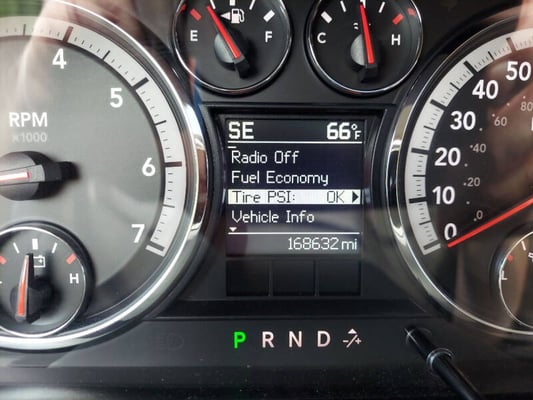 4
5
6
7
RPM
x1000
E F
C H
SE 66°F
Radio Off
Fuel Economy
Tire PSI: OK
Vehicle Info
168632 mi
50
40
30
20
10
0
80
60
40
20
0
H
L
P R N D -/+